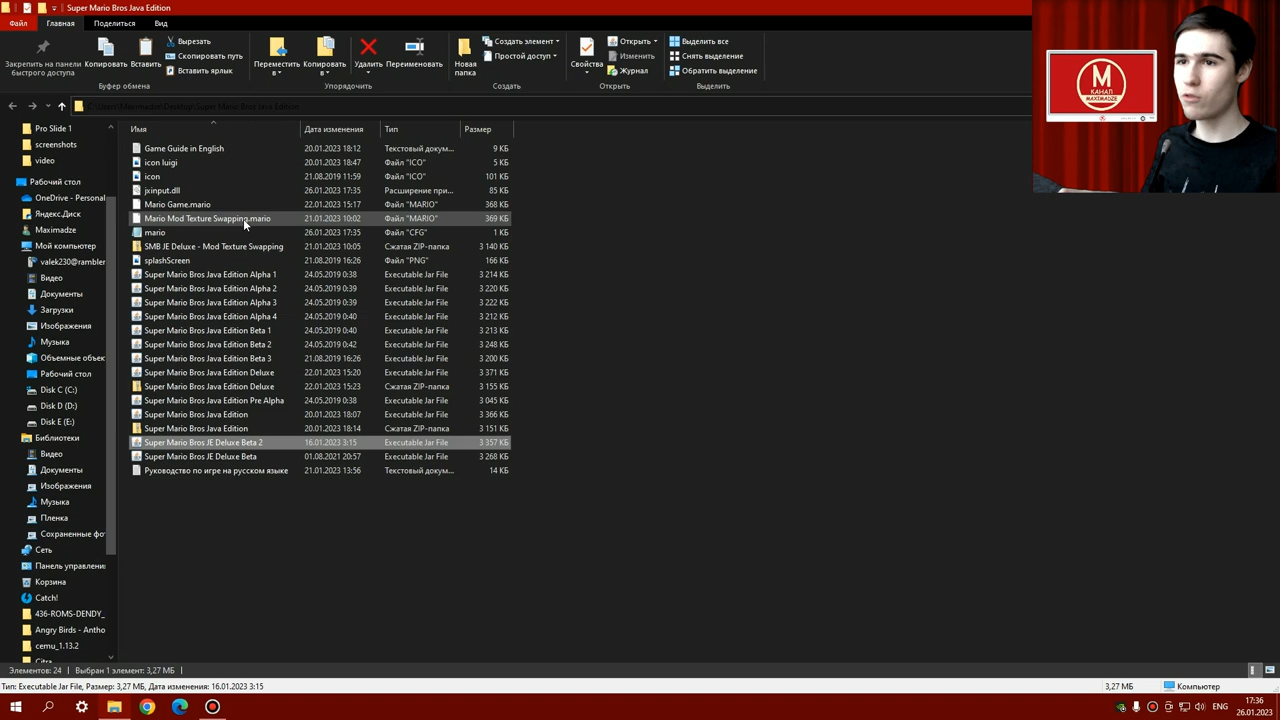 Super Mario Bros Java Edition
Файл
Главная
Поделиться
Вид
Закрепить на панели быстрого доступа
Копировать
Вставить
Вырезать
Скопировать путь
Вставить ярлык
Буфер обмена
Переместить в
Копировать в
Удалить
Переименовать
Упорядочить
Новая папка
Создать элемент
Простой доступ
Создать
Свойства
Открыть
Изменить
Журнал
Открыть
Выделить все
Снять выделение
Обратить выделение
Выделить
М
КАНАЛ
MAXIMADZE
C:\Users\Maximadze\Desktop\Super Mario Bros Java Edition
Имя Дата изменения Тип Размер
Game Guide in English 20.01.2023 18:12 Текстовый докум... 9 КБ
icon luigi 20.01.2023 18:47 Файл "ICO" 5 КБ
icon 21.08.2019 11:59 Файл "ICO" 101 КБ
jxinput.dll 26.01.2023 17:35 Расширение при... 85 КБ
Mario Game.mario 22.01.2023 15:17 Файл "MARIO" 368 КБ
Mario Mod Texture Swapping.mario 21.01.2023 10:02 Файл "MARIO" 369 КБ
mario 26.01.2023 17:35 Файл "CFG" 1 КБ
SMB JE Deluxe - Mod Texture Swapping 21.01.2023 10:05 Сжатая ZIP-папка 3 140 КБ
splashScreen 21.08.2019 16:26 Файл "PNG" 166 КБ
Super Mario Bros Java Edition Alpha 1 24.05.2019 0:38 Executable Jar File 3 214 КБ
Super Mario Bros Java Edition Alpha 2 24.05.2019 0:39 Executable Jar File 3 220 КБ
Super Mario Bros Java Edition Alpha 3 24.05.2019 0:39 Executable Jar File 3 222 КБ
Super Mario Bros Java Edition Alpha 4 24.05.2019 0:40 Executable Jar File 3 212 КБ
Super Mario Bros Java Edition Beta 1 24.05.2019 0:40 Executable Jar File 3 213 КБ
Super Mario Bros Java Edition Beta 2 24.05.2019 0:42 Executable Jar File 3 248 КБ
Super Mario Bros Java Edition Beta 3 21.08.2019 16:26 Executable Jar File 3 200 КБ
Super Mario Bros Java Edition Deluxe 22.01.2023 15:20 Executable Jar File 3 371 КБ
Super Mario Bros Java Edition Deluxe 22.01.2023 15:23 Сжатая ZIP-папка 3 155 КБ
Super Mario Bros Java Edition Pre Alpha 24.05.2019 0:38 Executable Jar File 3 045 КБ
Super Mario Bros Java Edition 20.01.2023 18:07 Executable Jar File 3 366 КБ
Super Mario Bros Java Edition 20.01.2023 18:14 Сжатая ZIP-папка 3 151 КБ
Super Mario Bros JE Deluxe Beta 2 16.01.2023 3:15 Executable Jar File 3 357 КБ
Super Mario Bros JE Deluxe Beta 01.08.2021 20:57 Executable Jar File 3 268 КБ
Руководство по игре на русском языке 21.01.2023 13:56 Текстовый докум... 14 КБ
Pro Slide 1
screenshots
video
Рабочий стол
OneDrive - Personal
Яндекс.Диск
Maximadze
Мой компьютер
valek230@rambler
Видео
Документы
Загрузки
Изображения
Музыка
Объемные объек
Рабочий стол
Disk C (C:)
Disk D (D:)
Disk E (E:)
Библиотеки
Видео
Документы
Изображения
Музыка
Пленка
Сохраненные фо
Сеть
Панель управлени
Корзина
Catch!
436-ROMS-DENDY_
Angry Birds - Antho
cemu_1.13.2
Citra
Элементов: 24 Выбран 1 элемент: 3,27 МБ
Тип: Executable Jar File, Размер: 3,27 МБ, Дата изменения: 16.01.2023 3:15 3,27 МБ Компьютер
ENG
17:36
26.01.2023